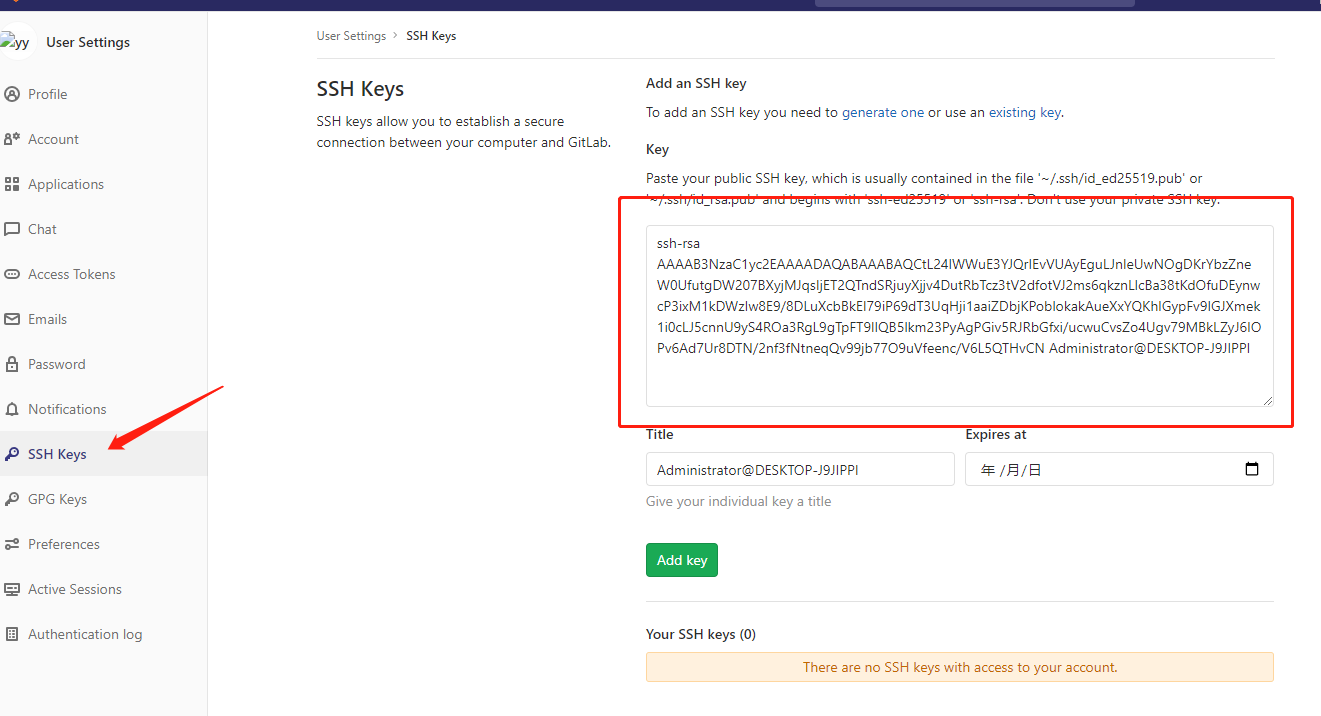 yy
User Settings
Profile
Account
Applications
Chat
Access Tokens
Emails
Password
Notifications
SSH Keys
GPG Keys
Preferences
Active Sessions
Authentication log
User Settings > SSH Keys
SSH Keys
SSH keys allow you to establish a secure
connection between your computer and GitLab.
Add an SSH key
To add an SSH key you need to generate one or use an existing key.
Key
Paste your public SSH key, which is usually contained in the file '~/.ssh/id_ed25519.pub' or
'~/.ssh/id_rsa.pub' and begins with 'ssh-ed25519' or 'ssh-rsa'. Don't use your private SSH key.
ssh-rsa
Administrator@DESKTOP-J9JIPPI
Title
Expires at
Administrator@DESKTOP-J9JIPPI
年 /月/日
Give your individual key a title
Add key
Your SSH keys (0)
There are no SSH keys with access to your account.